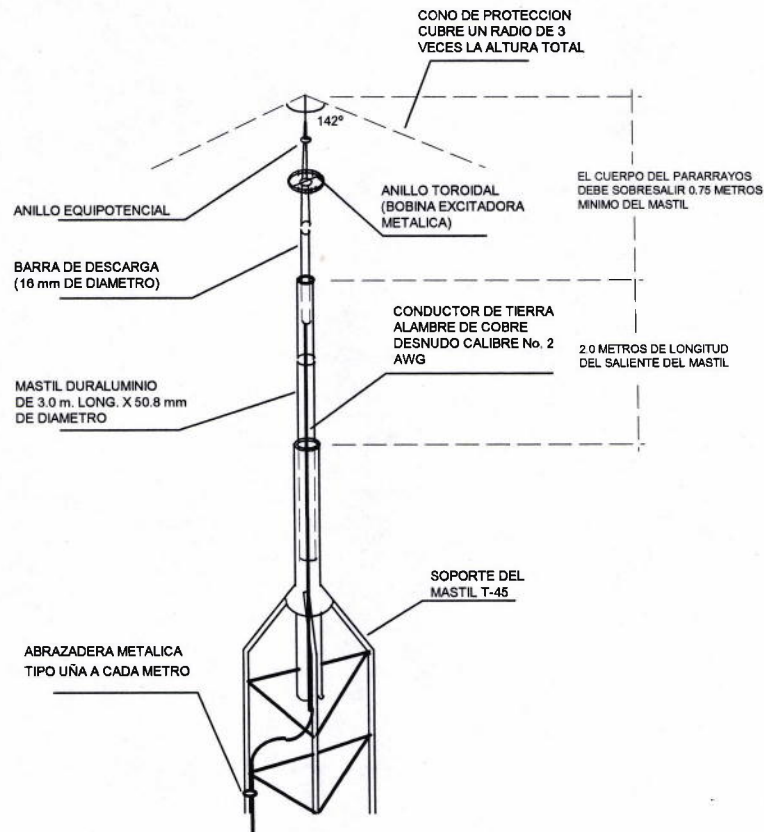 CONO DE PROTECCION
CUBRE UN RADIO DE 3
VECES LA ALTURA TOTAL
142º
ANILLO EQUIPOTENCIAL
ANILLO TOROIDAL
(BOBINA EXCITADORA
METALICA)
EL CUERPO DEL PARARRAYOS
DEBE SOBRESALIR 0.75 METROS
MINIMO DEL MASTIL
BARRA DE DESCARGA
(16 mm DE DIAMETRO)
CONDUCTOR DE TIERRA
ALAMBRE DE COBRE
DESNUDO CALIBRE No. 2
AWG
2.0 METROS DE LONGITUD
DEL SALIENTE DEL MASTIL
MASTIL DURALUMINIO
DE 3.0 m. LONG. X 50.8 mm
DE DIAMETRO
SOPORTE DEL
MASTIL T-45
ABRAZADERA METALICA
TIPO UÑA A CADA METRO